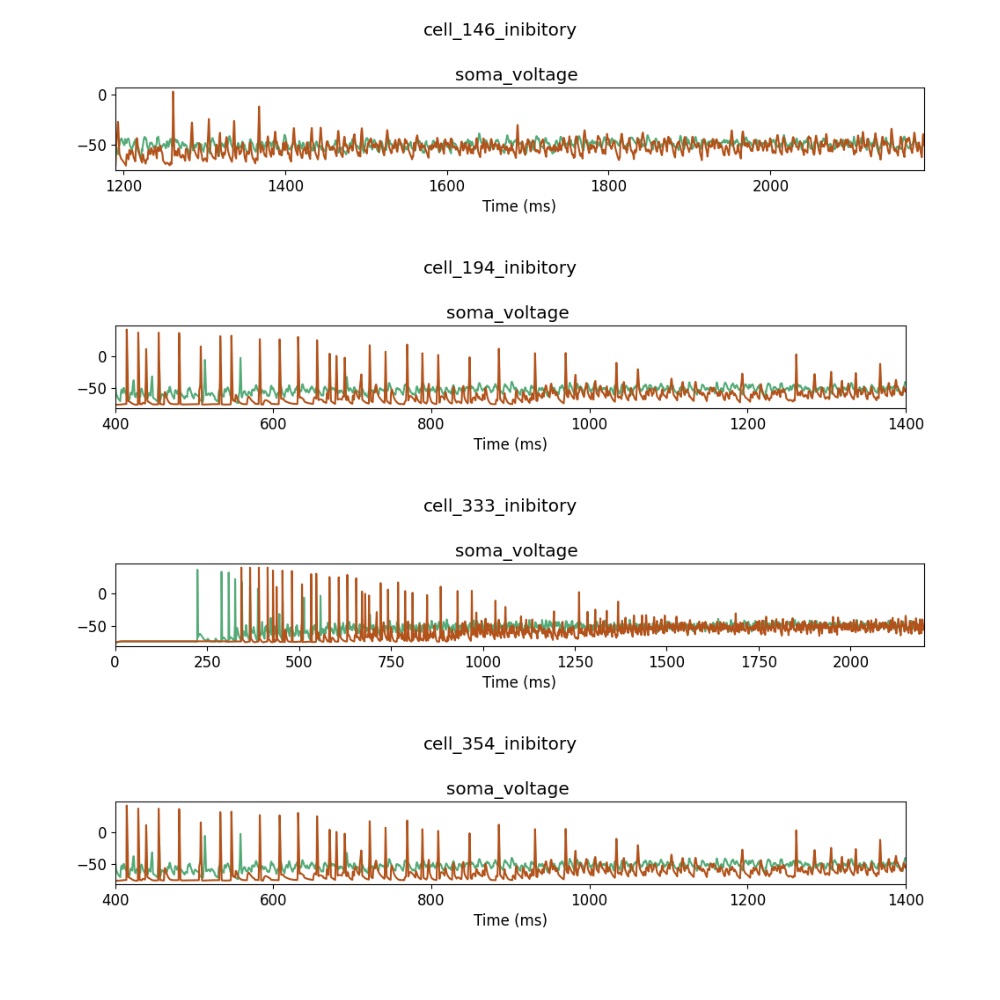 cell_146_inibitory
soma_voltage
0
−50
1200 1400 1600 1800 2000
Time (ms)
cell_194_inibitory
soma_voltage
0
−50
400 600 800 1000 1200 1400
Time (ms)
cell_333_inibitory
soma_voltage
0
−50
0 250 500 750 1000 1250 1500 1750 2000
Time (ms)
cell_354_inibitory
soma_voltage
0
−50
400 600 800 1000 1200 1400
Time (ms)